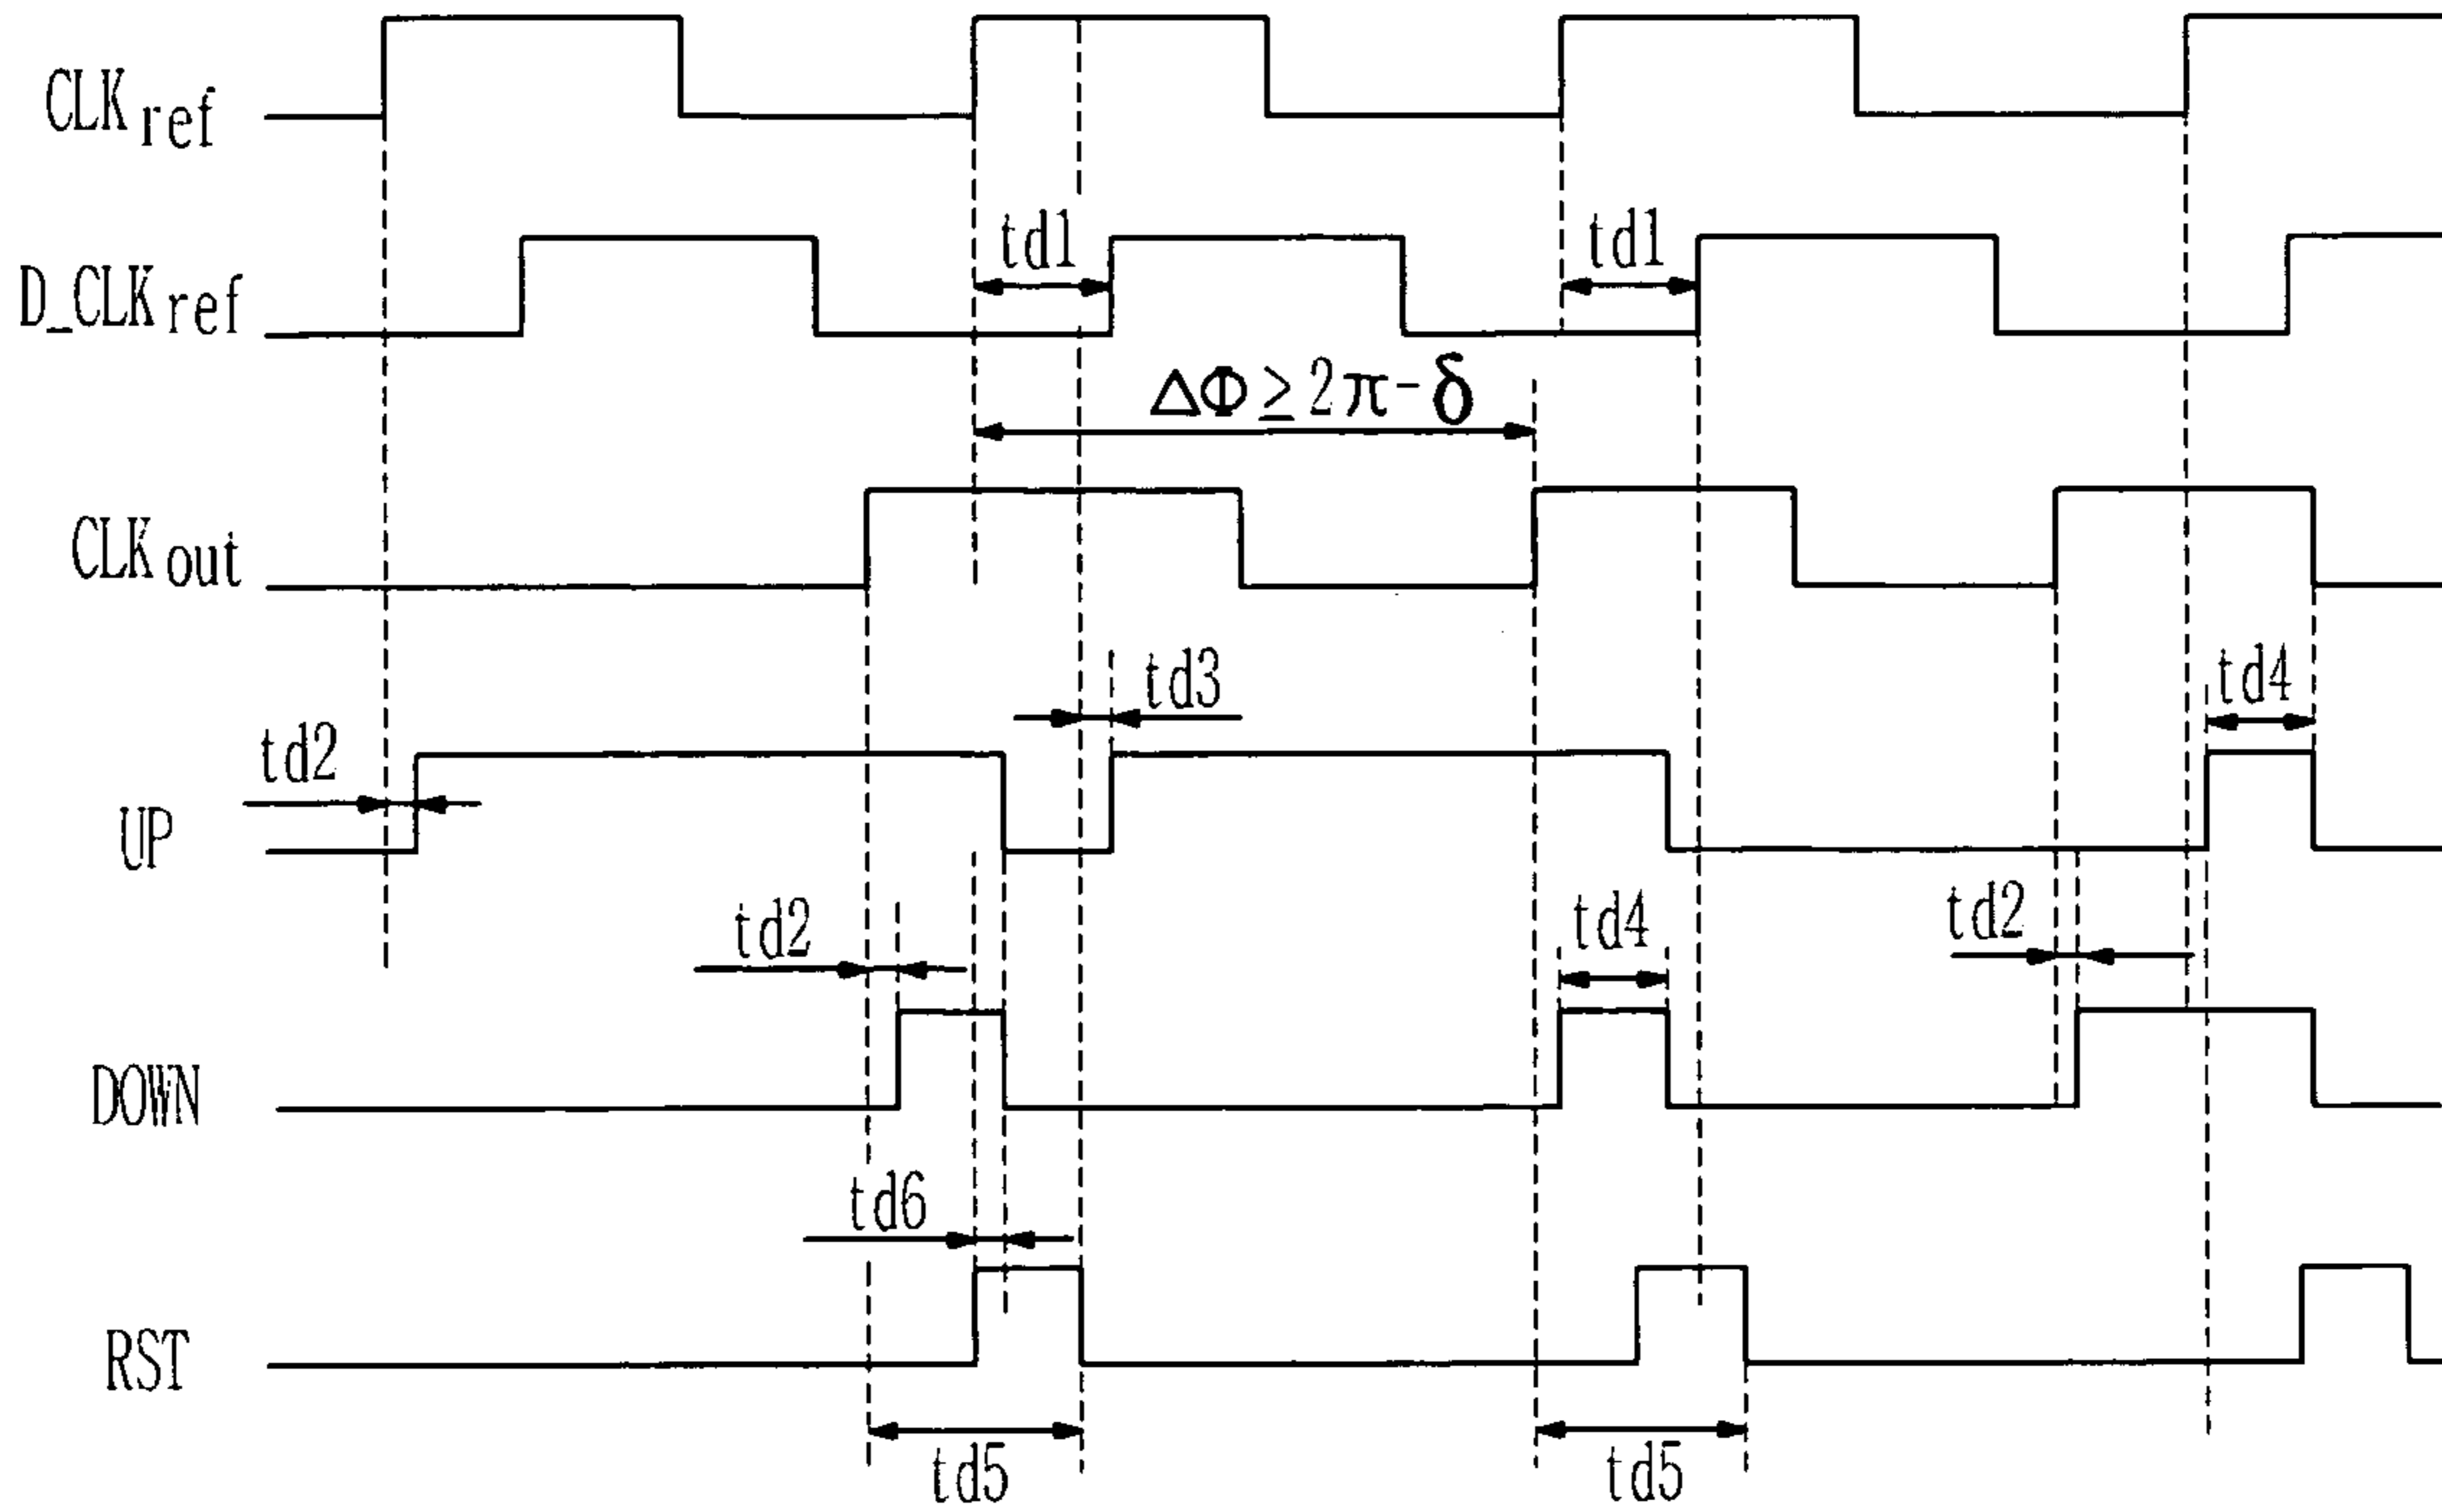 CLKref
td1
td1
D_CLKref
ΔΦ≥2π-δ
CLKout
td3
td4
td2
UP
td2
td4
td2
DOWN
td6
RST
td5
td5